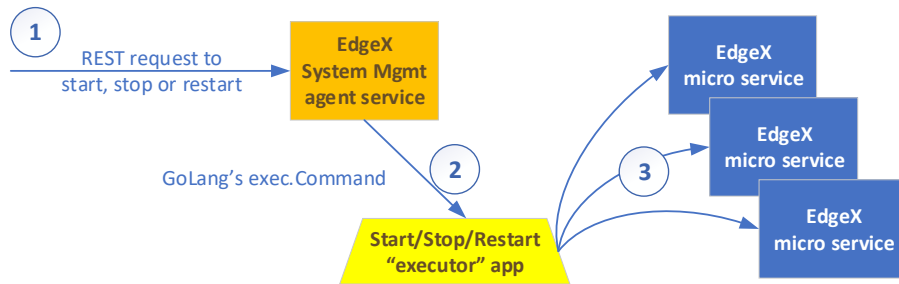 1
REST request to
start, stop or restart
EdgeX
System Mgmt
agent service
2
GoLang's exec.Command
Start/Stop/Restart
“executor” app
3
EdgeX
micro service
EdgeX
micro service
EdgeX
micro service